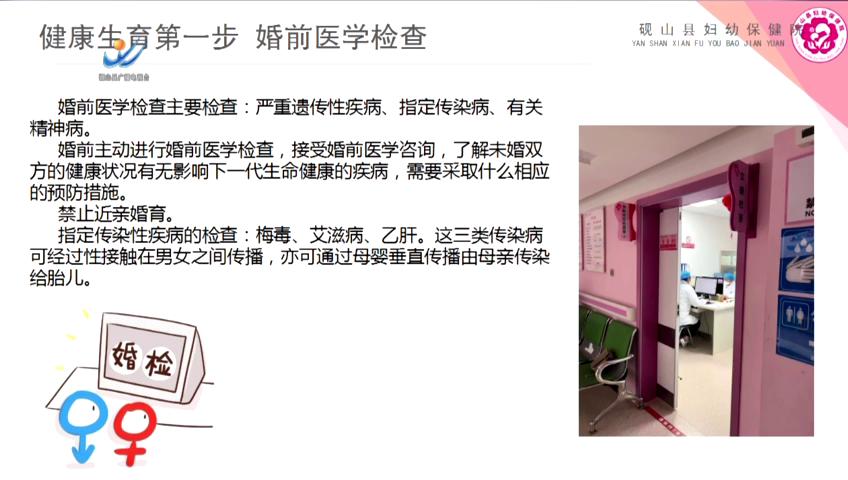 健康生育第一步 婚前医学检查
砚山县妇幼保健院
YAN SHAN XIAN FU YOU BAO JIAN YUAN
砚山县广播电视台
婚前医学检查主要检查：严重遗传性疾病、指定传染病、有关
精神病。
婚前主动进行婚前医学检查，接受婚前医学咨询，了解未婚双
方的健康状况有无影响下一代生命健康的疾病，需要采取什么相应
的预防措施。
禁止近亲婚育。
指定传染性疾病的检查：梅毒、艾滋病、乙肝。这三类传染病
可经过性接触在男女之间传播，亦可通过母婴垂直传播由母亲传染
给胎儿。
婚检